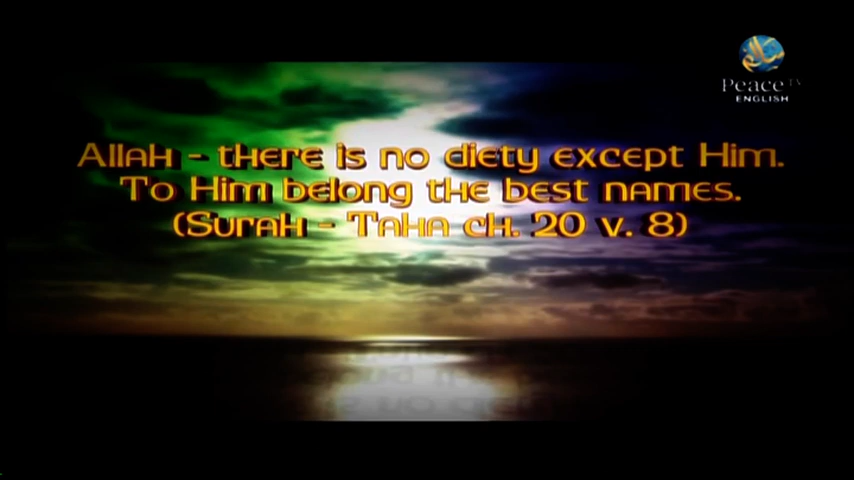 سلام
Peace TV
ENGLISH
Allah - there is no diety except Him.
To Him belong the best names.
(Surah - Taha ch. 20 v. 8)